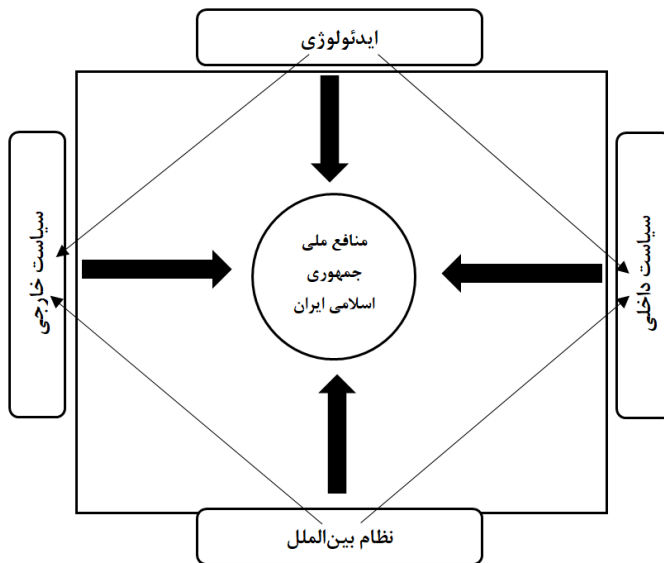 ایدئولوژی
سیاست داخلی
منافع ملی
جمهوری
اسلامی ایران
سیاست خارجی
نظام بین‌الملل